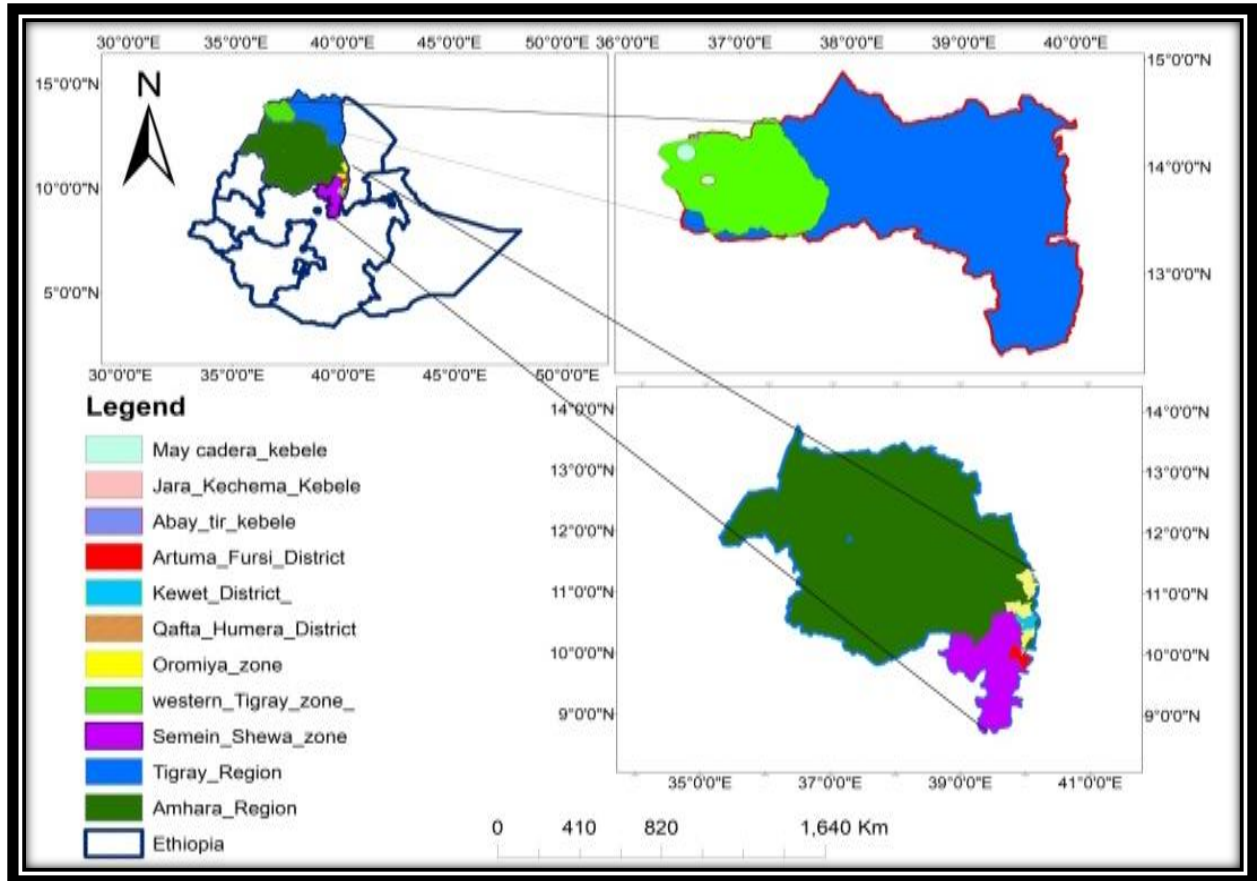 30°0'0"E 35°0'0"E 40°0'0"E 45°0'0"E 50°0'0"E 36°0'0"E 37°0'0"E 38°0'0"E 39°0'0"E 40°0'0"E
N
15°0'0"N
10°0'0"N
5°0'0"N
15°0'0"N
14°0'0"N
13°0'0"N
30°0'0"E 35°0'0"E 40°0'0"E 45°0'0"E 50°0'0"E
Legend
May cadera_kebele
Jara_Kechema_Kebele
Abay_tir_kebele
Artuma_Fursi_District
Kewet_District_
Qafta_Humera_District
Oromiya_zone
western_Tigray_zone_
Semein_Shewa_zone
Tigray_Region
Amhara_Region
Ethiopia
14°0'0"N
13°0'0"N
12°0'0"N
11°0'0"N
10°0'0"N
9°0'0"N
14°0'0"N
13°0'0"N
12°0'0"N
11°0'0"N
10°0'0"N
9°0'0"N
35°0'0"E 37°0'0"E 39°0'0"E 41°0'0"E
0 410 820 1,640 Km